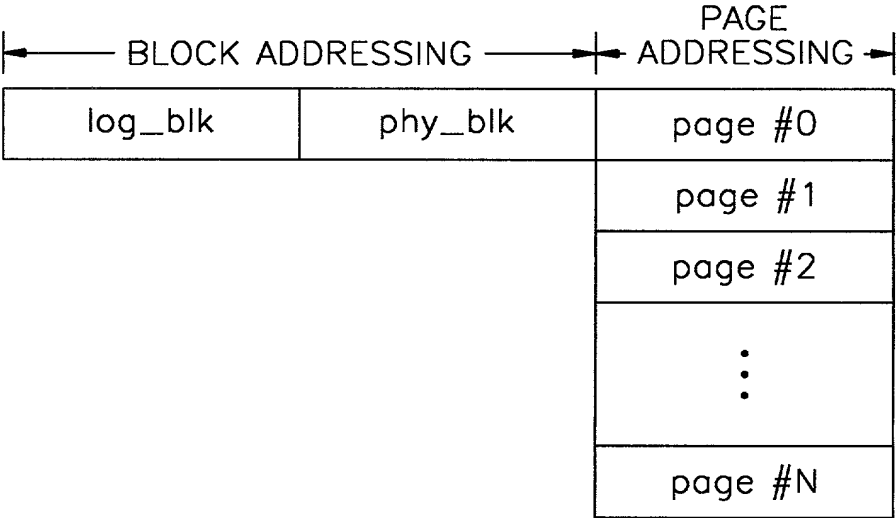 BLOCK ADDRESSING
PAGE
ADDRESSING
log_blk
phy_blk
page #0
page #1
page #2
page #N